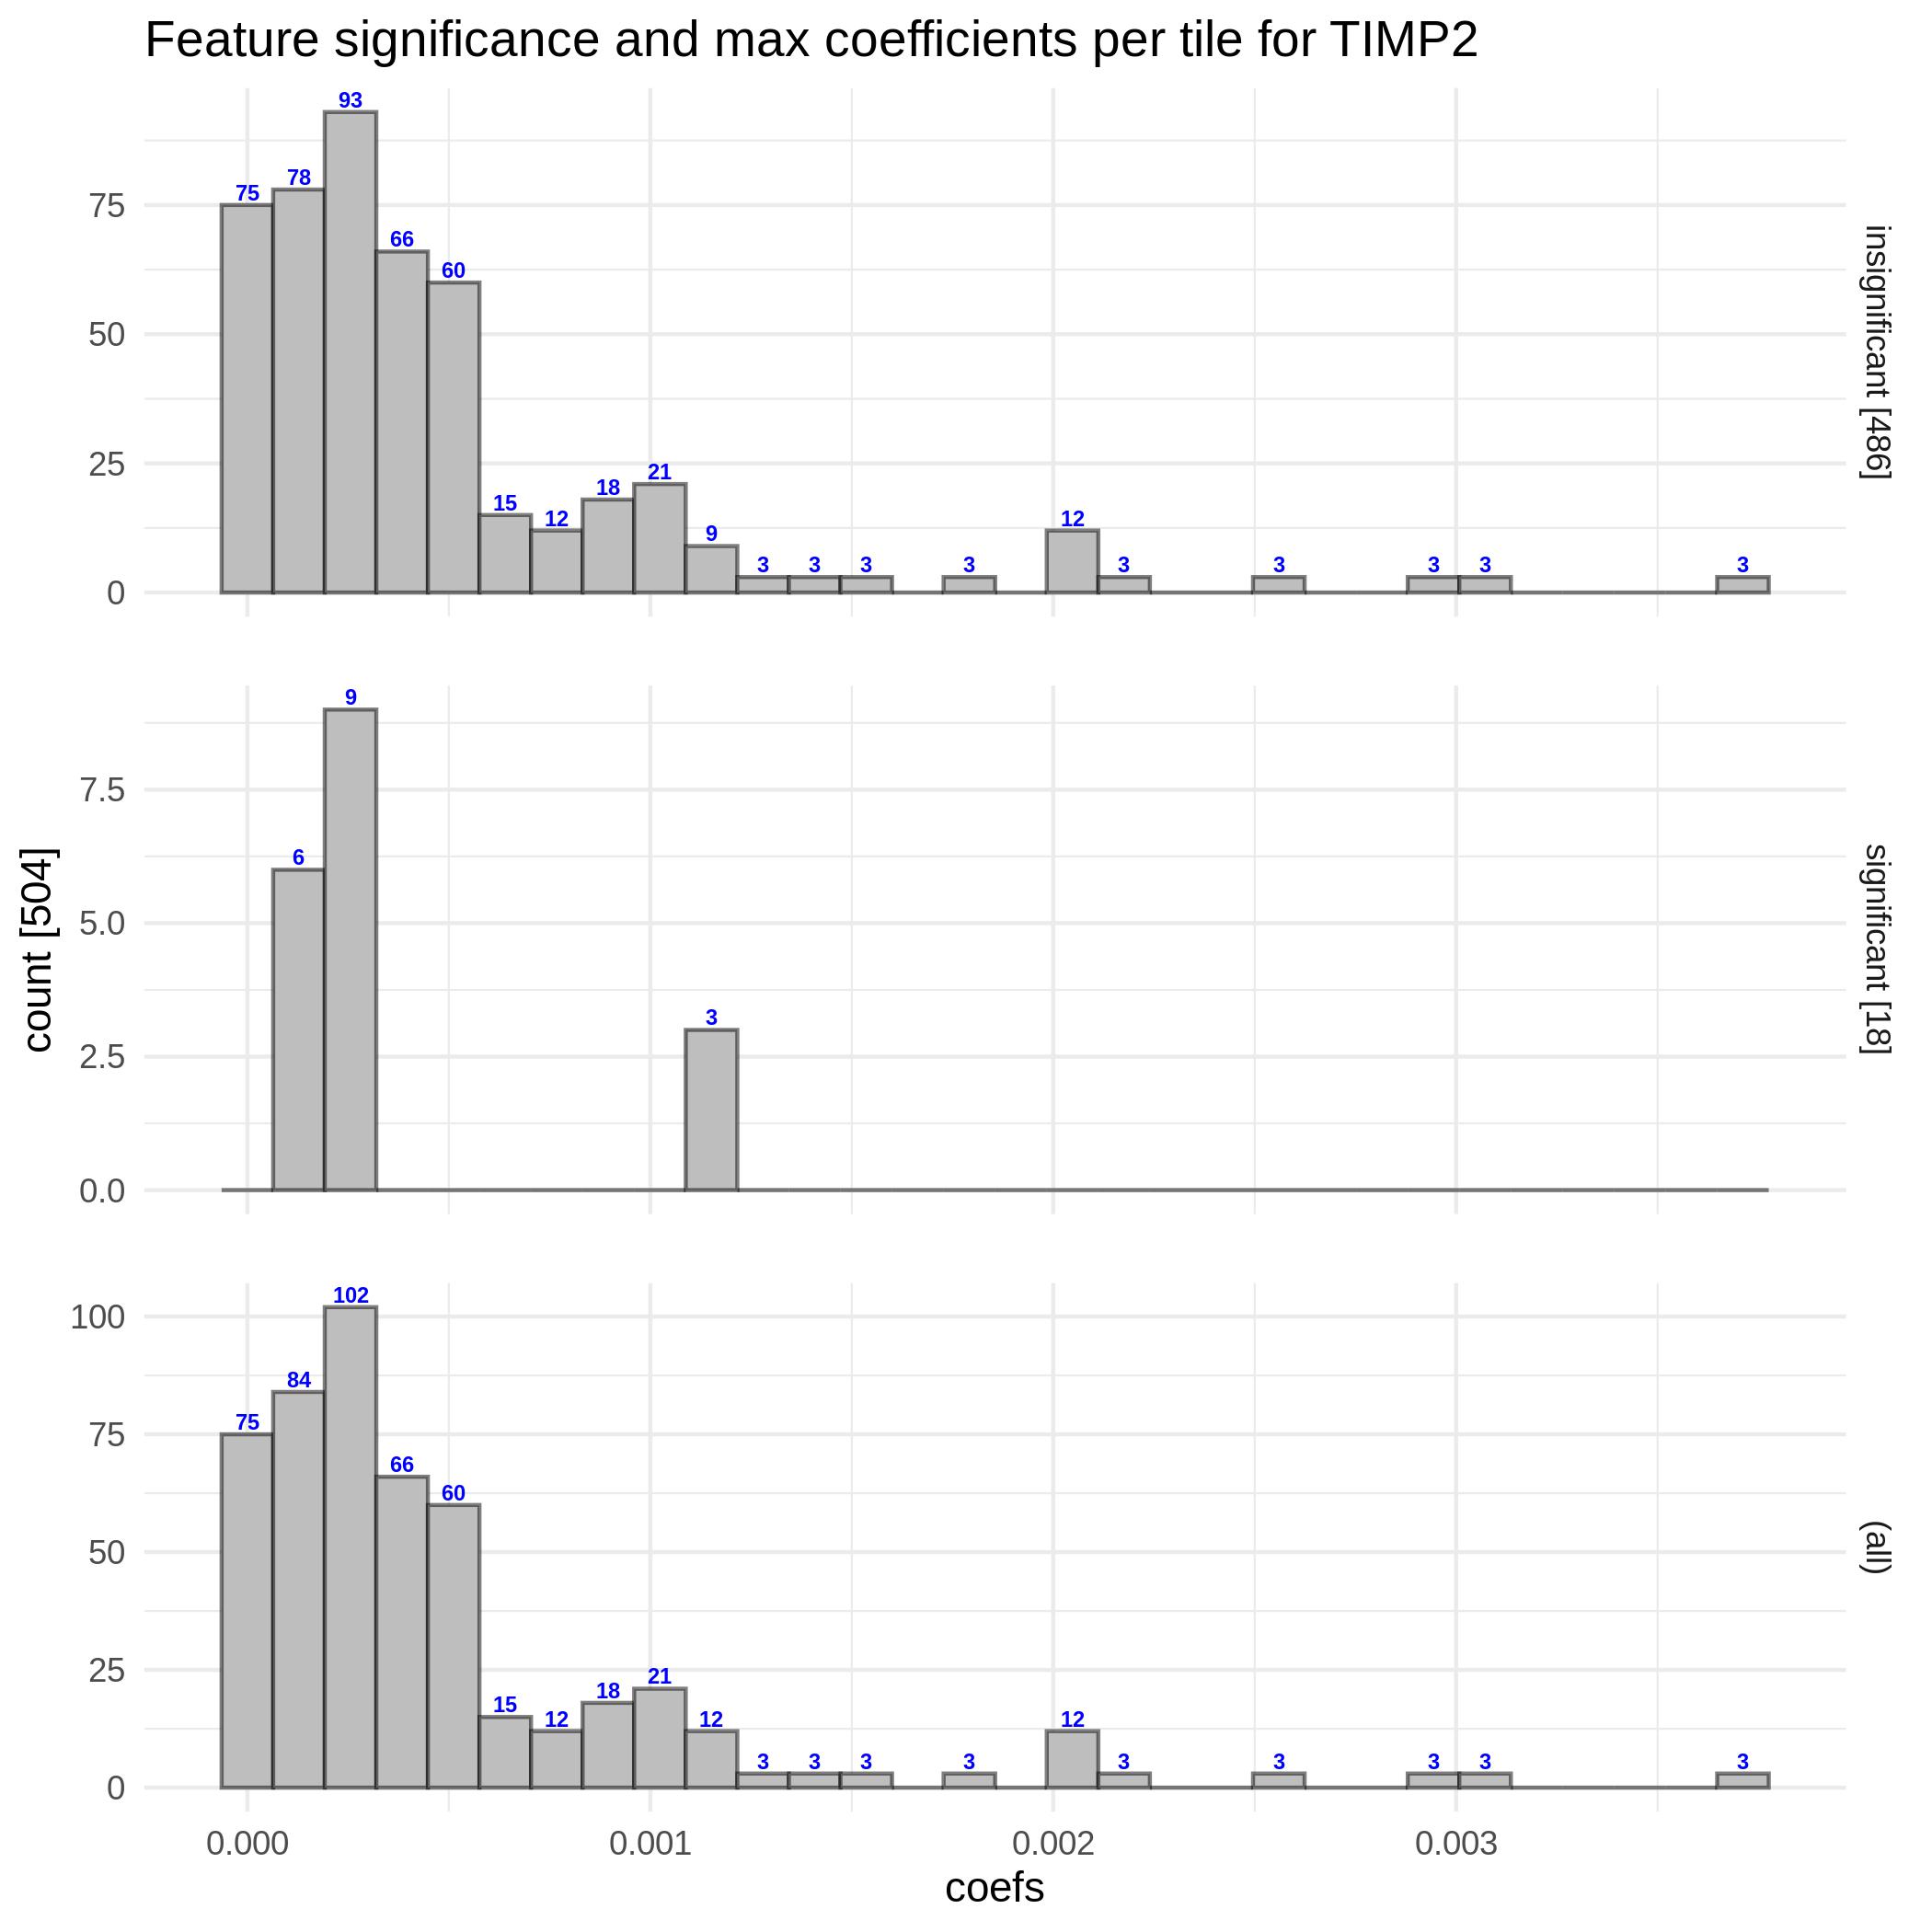 Feature significance and max coefficients per tile for TIMP2
93
75 78
66
60
15 12 18 21 9 3 3 3 3 12 3 3 3 3 3
75
50
25
0
insignificant [486]
9
6
3
7.5
5.0
2.5
0.0
significant [18]
count [504]
102
84
75
66
60
15 12 18 21 12 3 3 3 3 12 3 3 3 3 3
100
75
50
25
0
(all)
0.000 0.001 0.002 0.003
coefs